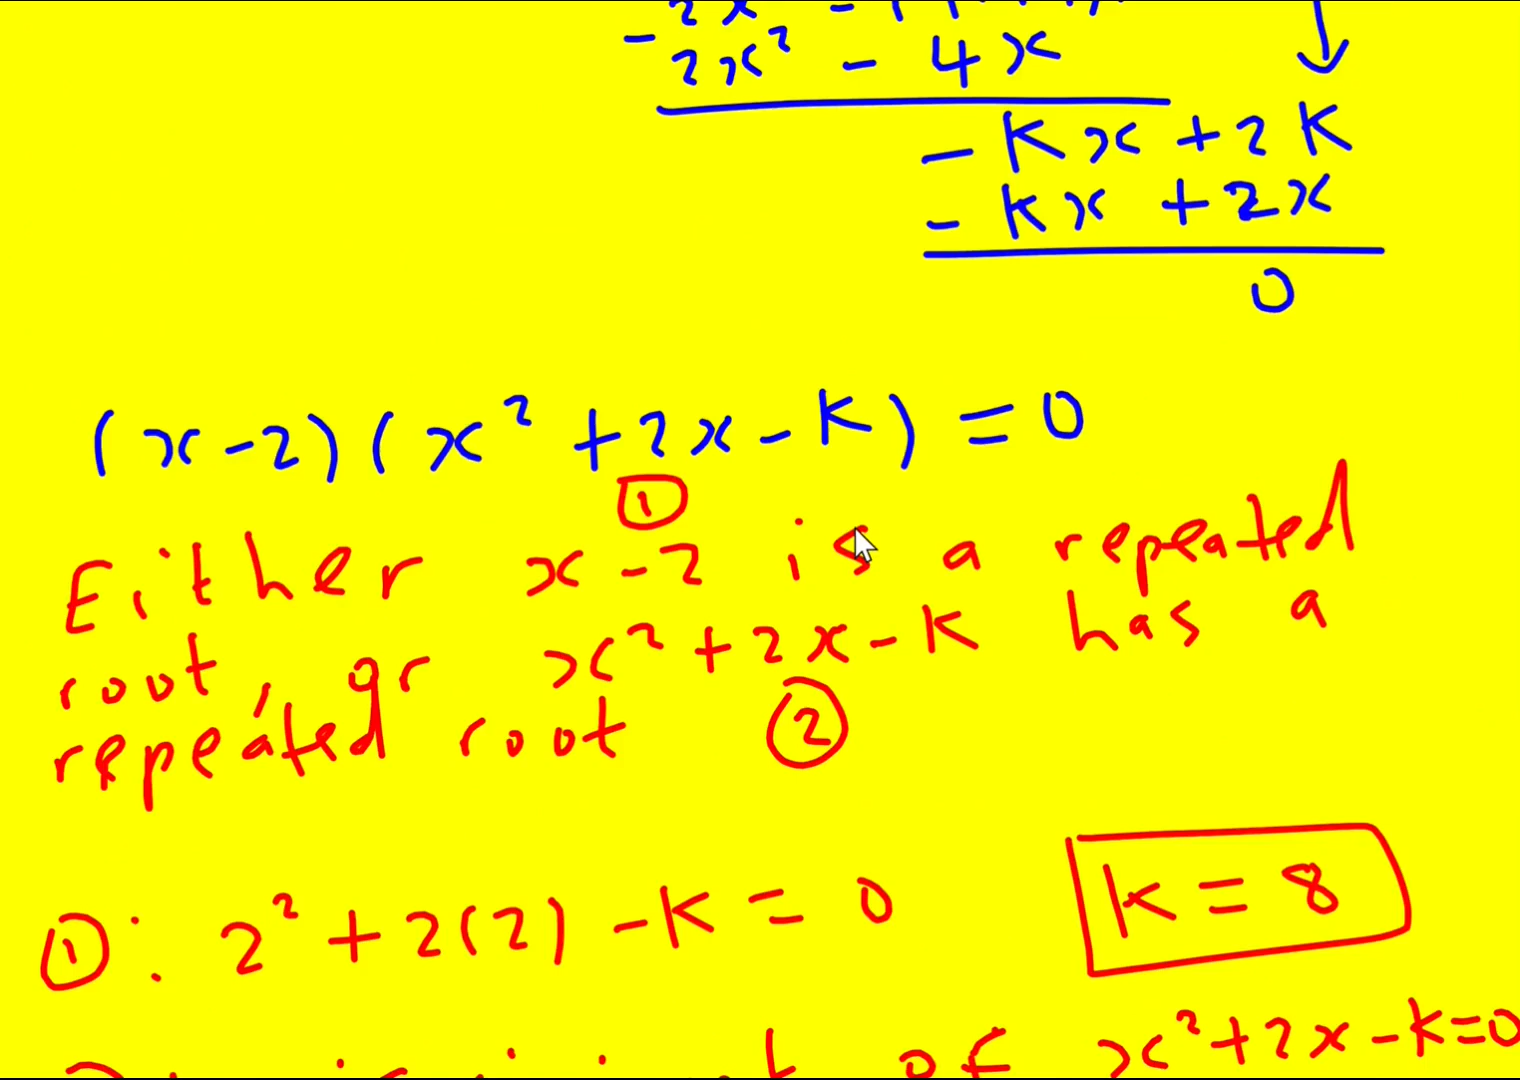 - 2x² - 4x
- Kx + 2K
- Kx + 2x
0
(x-2)(x² + 2x - K) = 0
①
Either x-2 is a repeated
root, or x² + 2x - K has a
repeated root ②
①: 2² + 2(2) - K = 0
K = 8
of x² + 2x - K = 0